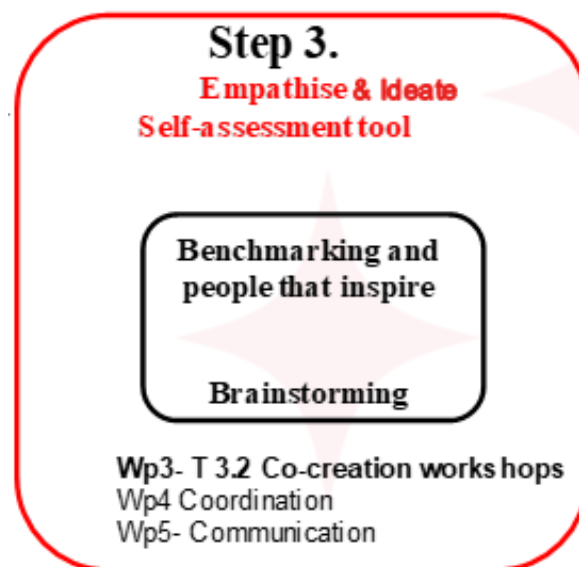 Step 3.
Empathise & Ideate
Self-assessment tool
Benchmarking and
people that inspire
Brainstorming
Wp3- T 3.2 Co-creation workshops
Wp4 Coordination
Wp5- Communication